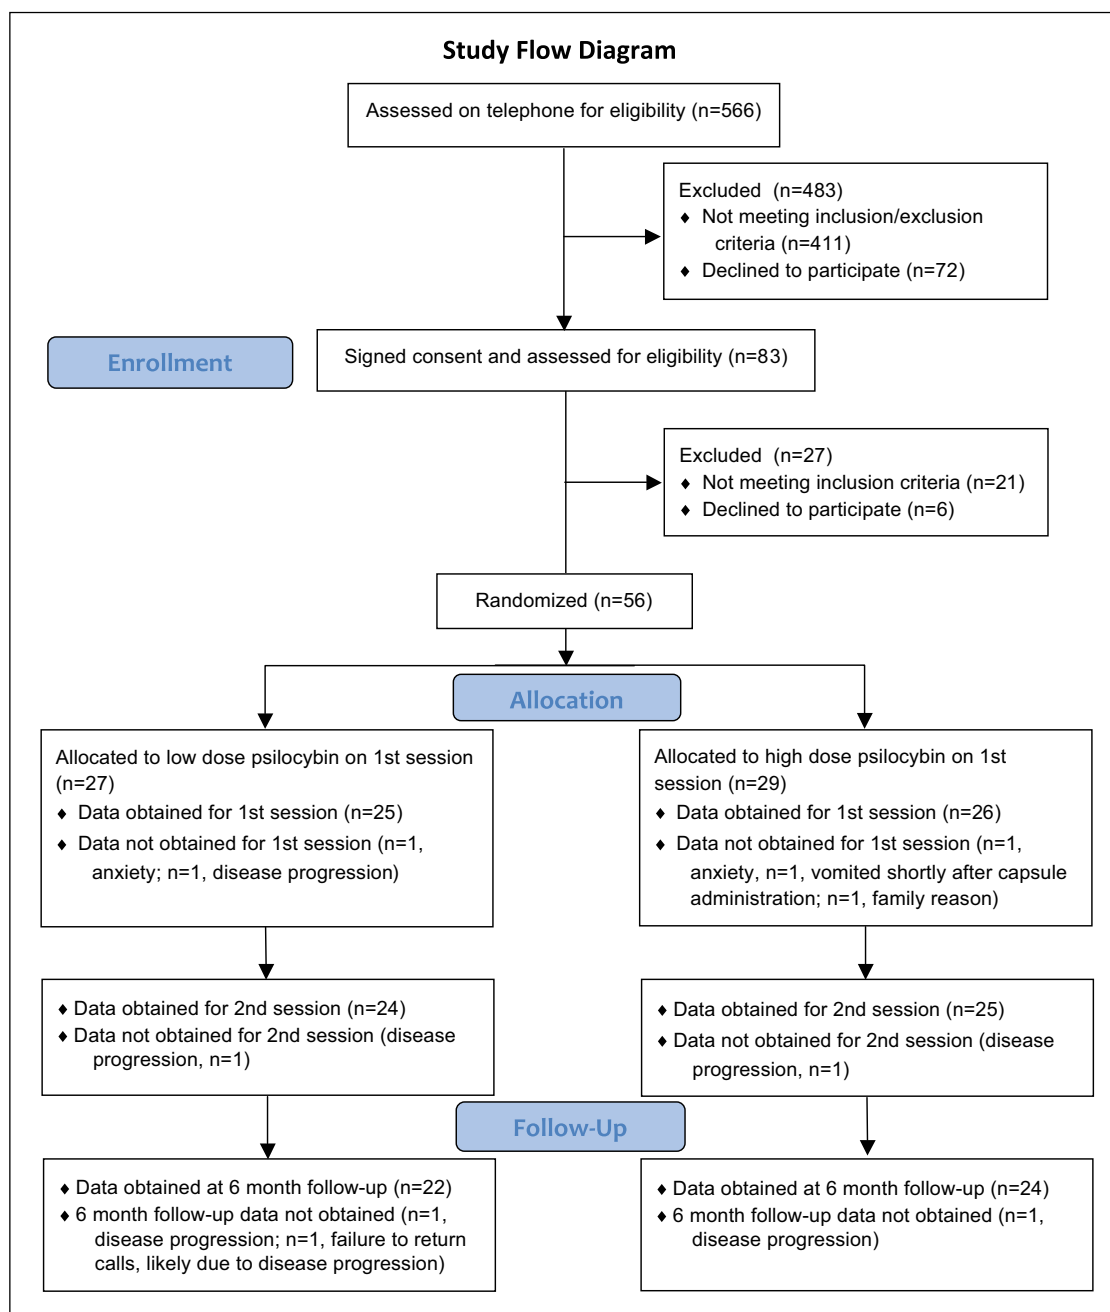 Study Flow Diagram
Assessed on telephone for eligibility (n=566)
Excluded (n=483)
♦ Not meeting inclusion/exclusion
criteria (n=411)
♦ Declined to participate (n=72)
Enrollment
Signed consent and assessed for eligibility (n=83)
Excluded (n=27)
♦ Not meeting inclusion criteria (n=21)
♦ Declined to participate (n=6)
Randomized (n=56)
Allocation
Allocated to low dose psilocybin on 1st session
(n=27)
♦ Data obtained for 1st session (n=25)
♦ Data not obtained for 1st session (n=1,
anxiety; n=1, disease progression)
Allocated to high dose psilocybin on 1st
session (n=29)
♦ Data obtained for 1st session (n=26)
♦ Data not obtained for 1st session (n=1,
anxiety, n=1, vomited shortly after capsule
administration; n=1, family reason)
♦ Data obtained for 2nd session (n=24)
♦ Data not obtained for 2nd session (disease
progression, n=1)
♦ Data obtained for 2nd session (n=25)
♦ Data not obtained for 2nd session (disease
progression, n=1)
Follow-Up
♦ Data obtained at 6 month follow-up (n=22)
♦ 6 month follow-up data not obtained (n=1,
disease progression; n=1, failure to return
calls, likely due to disease progression)
♦ Data obtained at 6 month follow-up (n=24)
♦ 6 month follow-up data not obtained (n=1,
disease progression)